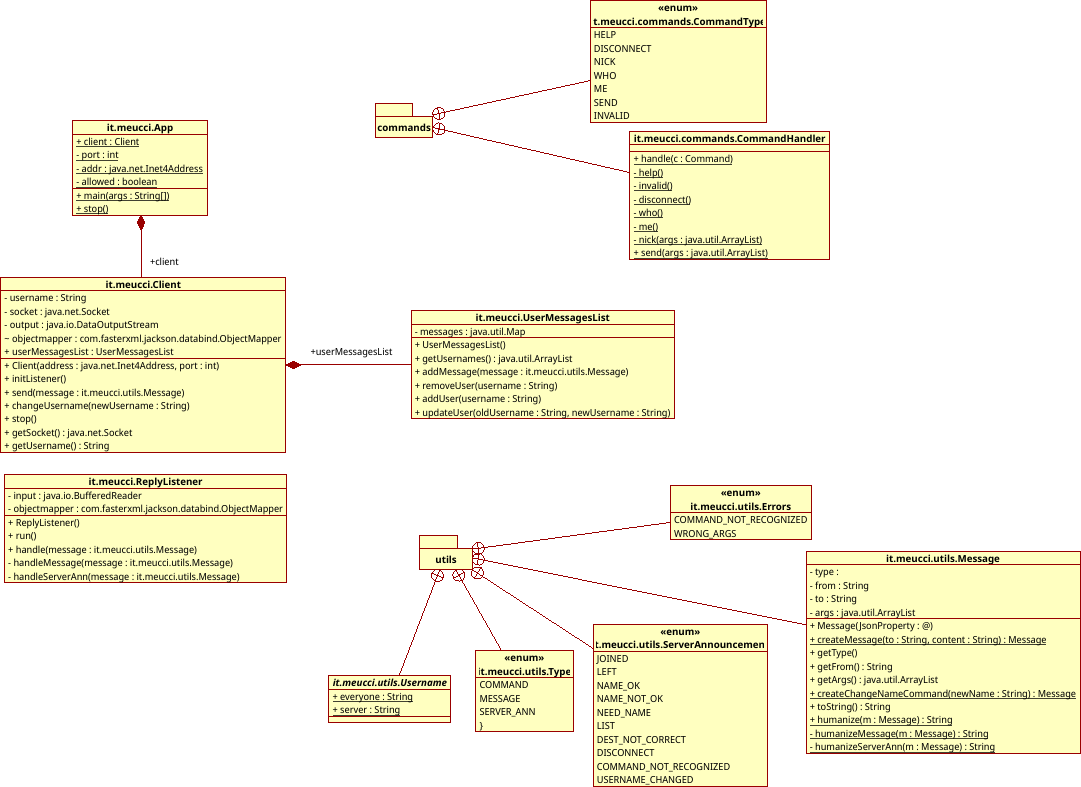 «enum»
t.meucci.commands.CommandType
HELP
DISCONNECT
NICK
WHO
ME
SEND
INVALID
commands
it.meucci.commands.CommandHandler
+ handle(c : Command)
- help()
- invalid()
- disconnect()
- who()
- me()
- nick(args : java.util.ArrayList)
+ send(args : java.util.ArrayList)
it.meucci.App
+ client : Client
- port : int
- addr : java.net.Inet4Address
- allowed : boolean
+ main(args : String[])
+ stop()
+client
it.meucci.Client
- username : String
- socket : java.net.Socket
- output : java.io.DataOutputStream
~ objectmapper : com.fasterxml.jackson.databind.ObjectMapper
+ userMessagesList : UserMessagesList
+ Client(address : java.net.Inet4Address, port : int)
+ initListener()
+ send(message : it.meucci.utils.Message)
+ changeUsername(newUsername : String)
+ stop()
+ getSocket() : java.net.Socket
+ getUsername() : String
+userMessagesList
it.meucci.UserMessagesList
- messages : java.util.Map
+ UserMessagesList()
+ getUsernames() : java.util.ArrayList
+ addMessage(message : it.meucci.utils.Message)
+ removeUser(username : String)
+ addUser(username : String)
+ updateUser(oldUsername : String, newUsername : String)
it.meucci.ReplyListener
- input : java.io.BufferedReader
- objectmapper : com.fasterxml.jackson.databind.ObjectMapper
+ ReplyListener()
+ run()
+ handle(message : it.meucci.utils.Message)
- handleMessage(message : it.meucci.utils.Message)
- handleServerAnn(message : it.meucci.utils.Message)
utils
«enum»
it.meucci.utils.Errors
COMMAND_NOT_RECOGNIZED
WRONG_ARGS
it.meucci.utils.Message
- type :
- from : String
- to : String
- args : java.util.ArrayList
+ Message(JsonProperty : @)
+ createMessage(to : String, content : String) : Message
+ getType()
+ getFrom() : String
+ getArgs() : java.util.ArrayList
+ createChangeNameCommand(newName : String) : Message
+ toString() : String
+ humanize(m : Message) : String
- humanizeMessage(m : Message) : String
- humanizeServerAnn(m : Message) : String
it.meucci.utils.Username
+ everyone : String
+ server : String
«enum»
it.meucci.utils.Type
COMMAND
MESSAGE
SERVER_ANN
}
«enum»
t.meucci.utils.ServerAnnouncemen
JOINED
LEFT
NAME_OK
NAME_NOT_OK
NEED_NAME
LIST
DEST_NOT_CORRECT
DISCONNECT
COMMAND_NOT_RECOGNIZED
USERNAME_CHANGED